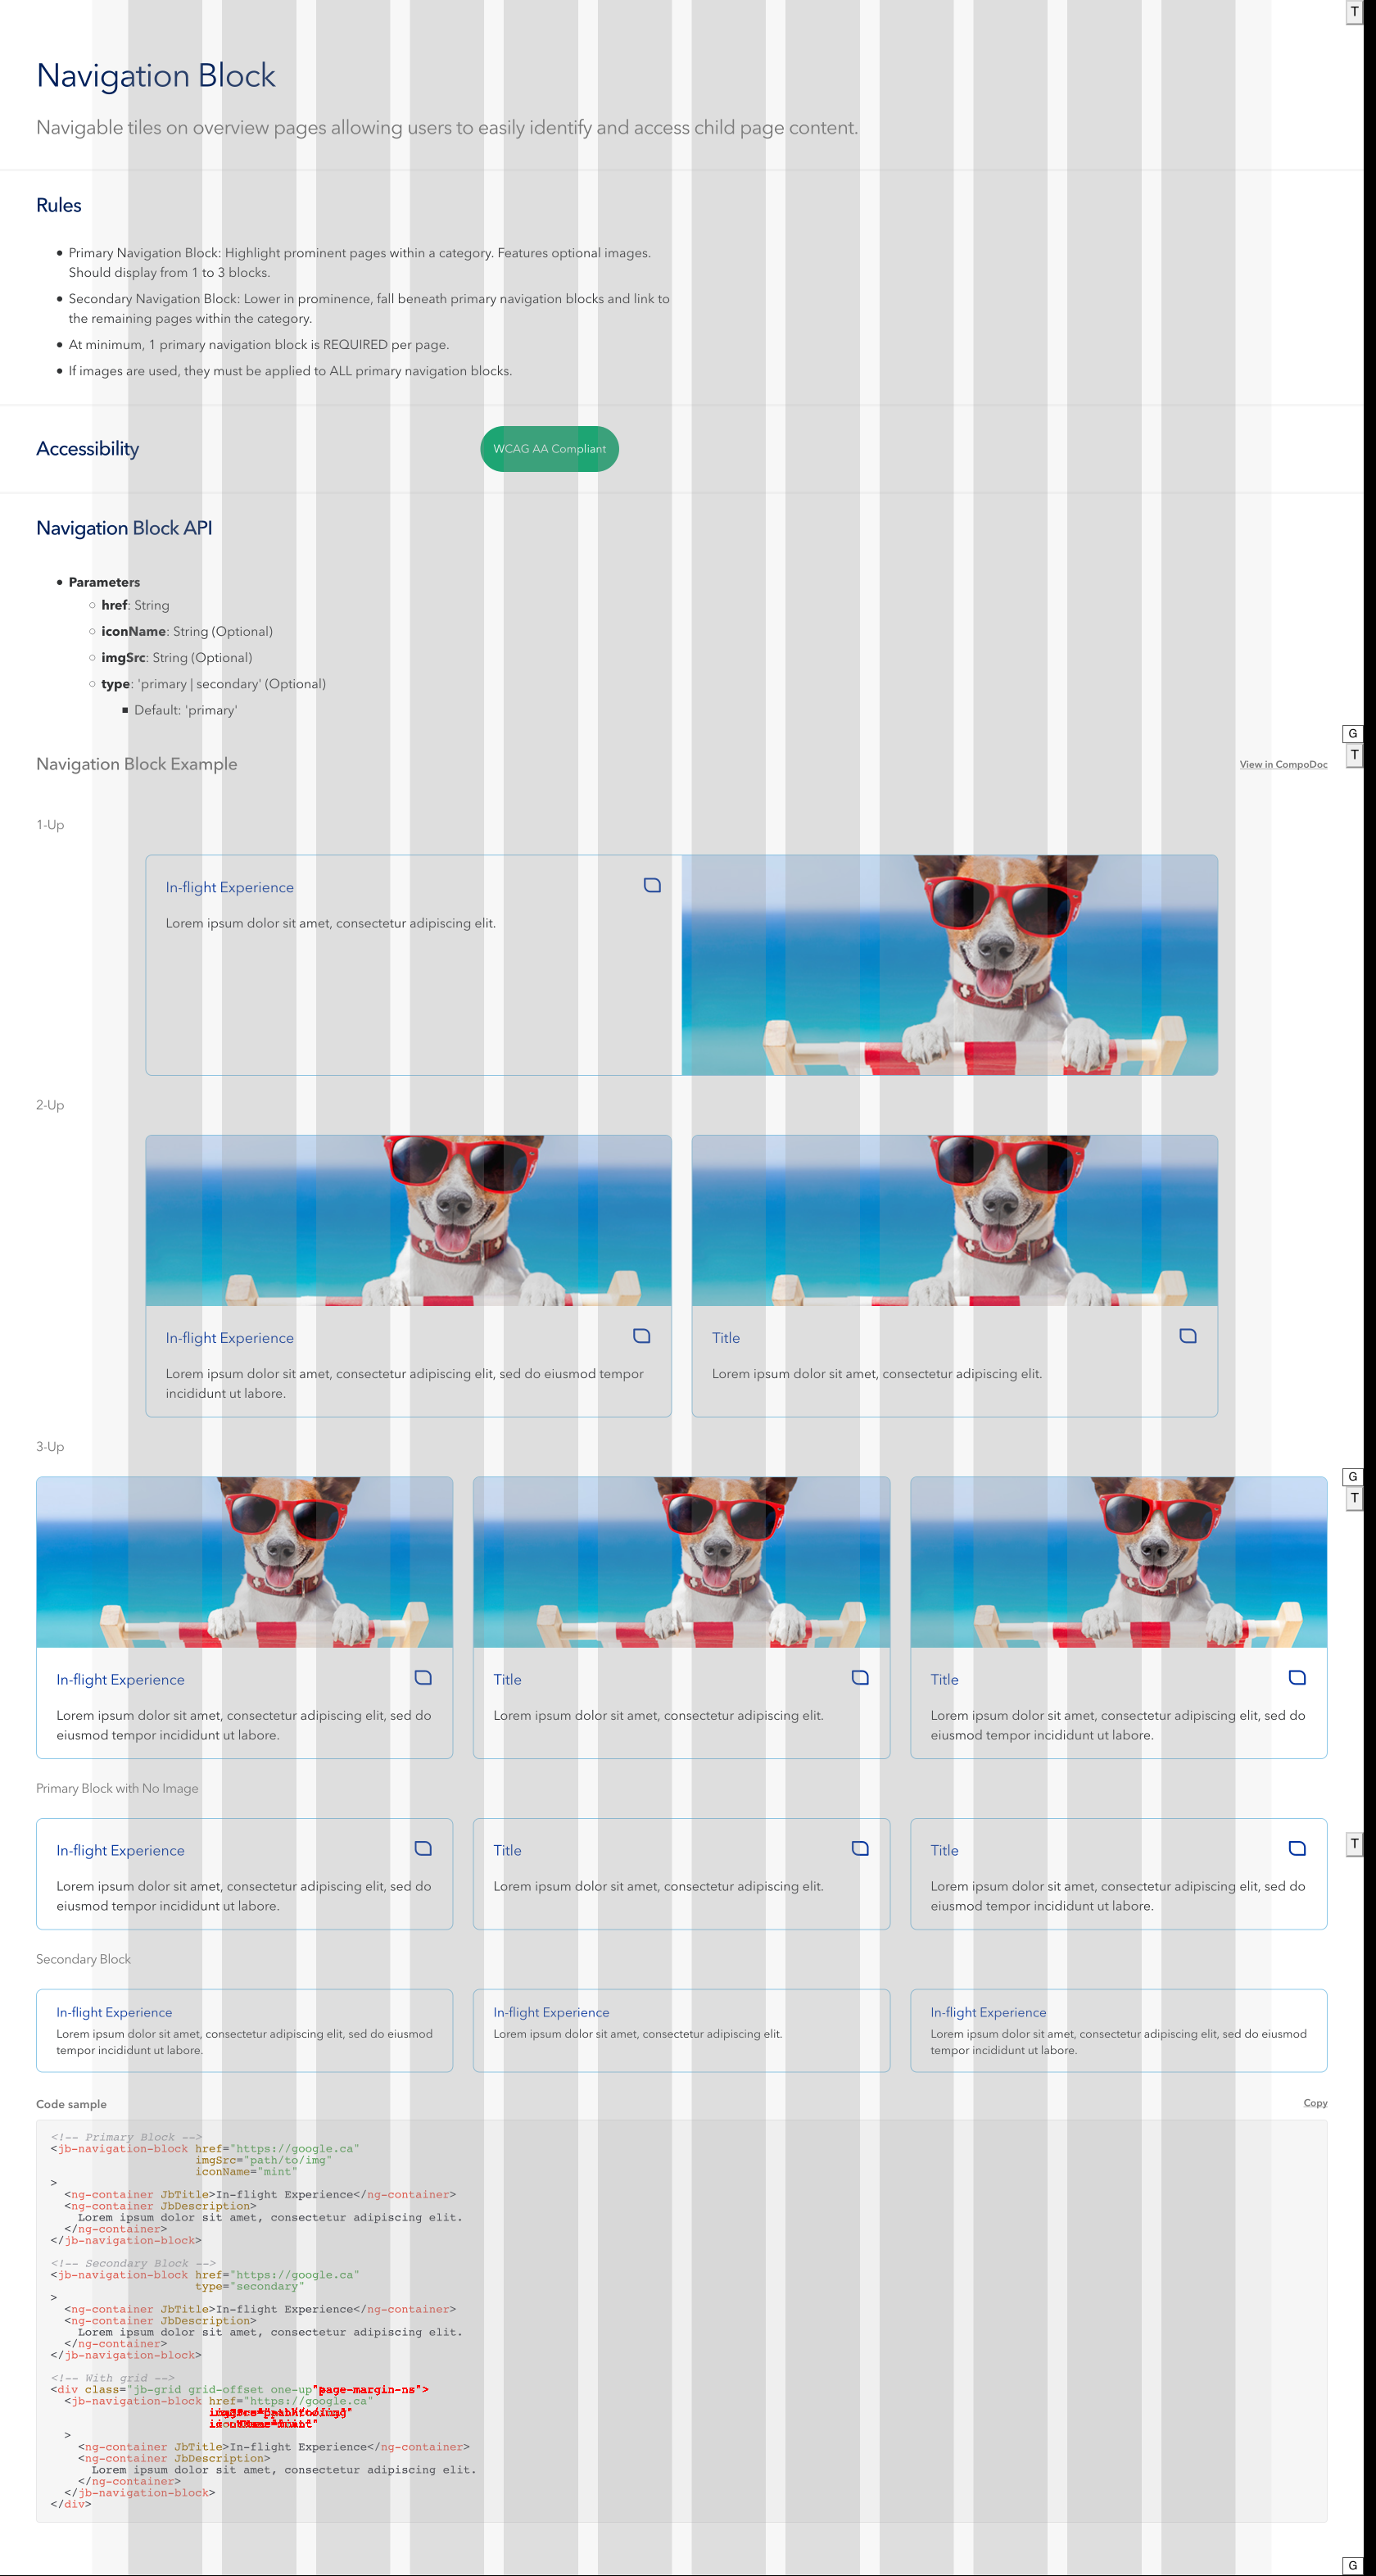 T
Navigation Block
Navigable tiles on overview pages allowing users to easily identify and access child page content.
Rules
• Primary Navigation Block: Highlight prominent pages within a category. Features optional images.
Should display from 1 to 3 blocks.
• Secondary Navigation Block: Lower in prominence, fall beneath primary navigation blocks and link to
the remaining pages within the category.
• At minimum, 1 primary navigation block is REQUIRED per page.
• If images are used, they must be applied to ALL primary navigation blocks.
Accessibility
WCAG AA Compliant
Navigation Block API
• Parameters
○ href: String
○ iconName: String (Optional)
○ imgSrc: String (Optional)
○ type: 'primary | secondary' (Optional)
▪ Default: 'primary'
G
T
Navigation Block Example
View in CompoDoc
1-Up
In-flight Experience
Lorem ipsum dolor sit amet, consectetur adipiscing elit.
2-Up
In-flight Experience
Lorem ipsum dolor sit amet, consectetur adipiscing elit, sed do eiusmod tempor
incididunt ut labore.
Title
Lorem ipsum dolor sit amet, consectetur adipiscing elit.
3-Up
G
T
In-flight Experience
Lorem ipsum dolor sit amet, consectetur adipiscing elit, sed do
eiusmod tempor incididunt ut labore.
Title
Lorem ipsum dolor sit amet, consectetur adipiscing elit.
Title
Lorem ipsum dolor sit amet, consectetur adipiscing elit, sed do
eiusmod tempor incididunt ut labore.
Primary Block with No Image
In-flight Experience
Lorem ipsum dolor sit amet, consectetur adipiscing elit, sed do
eiusmod tempor incididunt ut labore.
Title
Lorem ipsum dolor sit amet, consectetur adipiscing elit.
Title
Lorem ipsum dolor sit amet, consectetur adipiscing elit, sed do
eiusmod tempor incididunt ut labore.
T
Secondary Block
In-flight Experience
Lorem ipsum dolor sit amet, consectetur adipiscing elit, sed do eiusmod
tempor incididunt ut labore.
In-flight Experience
Lorem ipsum dolor sit amet, consectetur adipiscing elit.
In-flight Experience
Lorem ipsum dolor sit amet, consectetur adipiscing elit, sed do eiusmod
tempor incididunt ut labore.
Code sample
Copy
<!-- Primary Block -->
<jb-navigation-block href="https://google.ca"
imgSrc="path/to/img"
iconName="mint"
>
<ng-container JbTitle>In-flight Experience</ng-container>
<ng-container JbDescription>
Lorem ipsum dolor sit amet, consectetur adipiscing elit.
</ng-container>
</jb-navigation-block>
<!-- Secondary Block -->
<jb-navigation-block href="https://google.ca"
type="secondary"
>
<ng-container JbTitle>In-flight Experience</ng-container>
<ng-container JbDescription>
Lorem ipsum dolor sit amet, consectetur adipiscing elit.
</ng-container>
</jb-navigation-block>
<!-- With grid -->
<div class="jb-grid grid-offset one-up "page-margin-ns">
<jb-navigation-block href="https://google.ca"
>
<ng-container JbTitle>In-flight Experience</ng-container>
<ng-container JbDescription>
Lorem ipsum dolor sit amet, consectetur adipiscing elit.
</ng-container>
</jb-navigation-block>
</div>
G